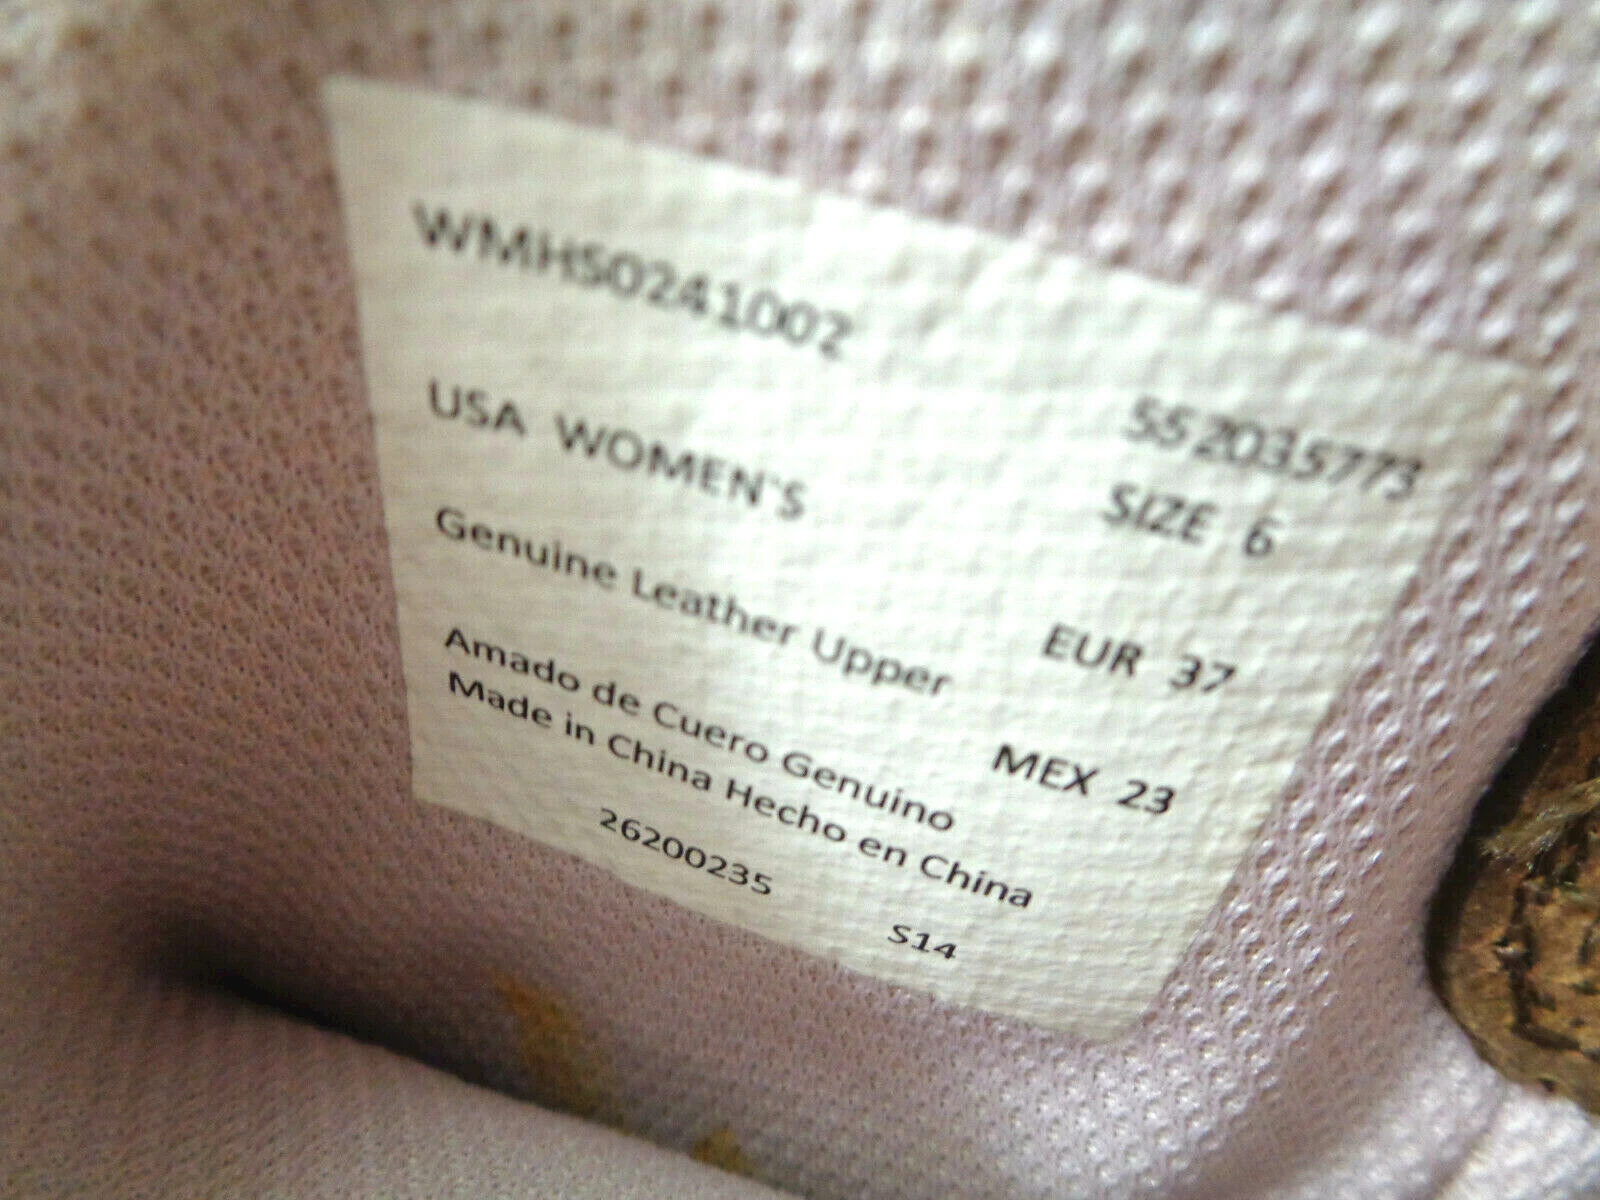 WMHS0241002 552035773
USA WOMEN'S SIZE 6
EUR 37
Genuine Leather Upper MEX 23
Amado de Cuero Genuino
Made in China Hecho en China
26200235 S14